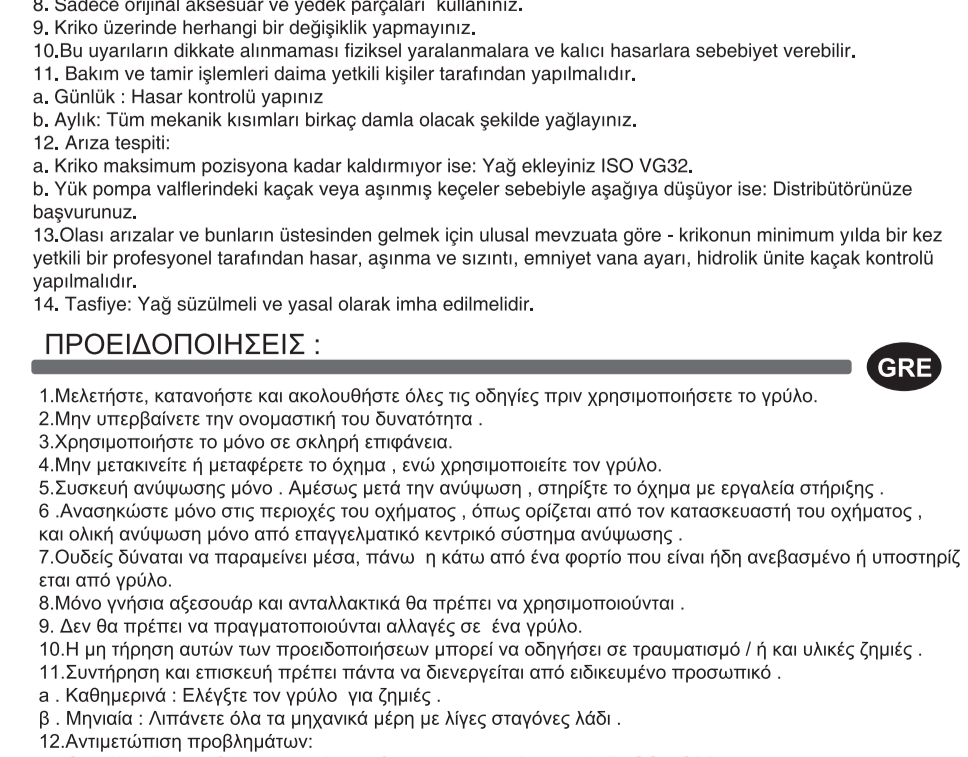 8. Sadece orijinal aksesuar ve yedek parçaları kullanınız.
9. Kriko üzerinde herhangi bir değişiklik yapmayınız.
10.Bu uyarıların dikkate alınmaması fiziksel yaralanmalara ve kalıcı hasarlara sebebiyet verebilir.
11. Bakım ve tamir işlemleri daima yetkili kişiler tarafından yapılmalıdır.
a. Günlük : Hasar kontrolü yapınız
b. Aylık: Tüm mekanik kısımları birkaç damla olacak şekilde yağlayınız.
12. Arıza tespiti:
a. Kriko maksimum pozisyona kadar kaldırmıyor ise: Yağ ekleyiniz ISO VG32.
b. Yük pompa valflerindeki kaçak veya aşınmış keçeler sebebiyle aşağıya düşüyor ise: Distribütörünüze
başvurunuz.
13.Olası arızalar ve bunların üstesinden gelmek için ulusal mevzuata göre - krikonun minimum yılda bir kez
yetkili bir profesyonel tarafından hasar, aşınma ve sızıntı, emniyet vana ayarı, hidrolik ünite kaçak kontrolü
yapılmalıdır.
14. Tasfiye: Yağ süzülmeli ve yasal olarak imha edilmelidir.
ΠΡΟΕΙΔΟΠΟΙΗΣΕΙΣ :
GRE
1.Μελετήστε, κατανοήστε και ακολουθήστε όλες τις οδηγίες πριν χρησιμοποιήσετε το γρύλο.
2.Μην υπερβαίνετε την ονομαστική του δυνατότητα .
3.Χρησιμοποιήστε το μόνο σε σκληρή επιφάνεια.
4.Μην μετακινείτε ή μεταφέρετε το όχημα , ενώ χρησιμοποιείτε τον γρύλο.
5.Συσκευή ανύψωσης μόνο . Αμέσως μετά την ανύψωση , στηρίξτε το όχημα με εργαλεία στήριξης .
6 .Ανασηκώστε μόνο στις περιοχές του οχήματος , όπως ορίζεται από τον κατασκευαστή του οχήματος ,
και ολική ανύψωση μόνο από επαγγελματικό κεντρικό σύστημα ανύψωσης .
7.Ουδείς δύναται να παραμείνει μέσα, πάνω η κάτω από ένα φορτίο που είναι ήδη ανεβασμένο ή υποστηρίζ
εται από γρύλο.
8.Μόνο γνήσια αξεσουάρ και ανταλλακτικά θα πρέπει να χρησιμοποιούνται .
9. Δεν θα πρέπει να πραγματοποιούνται αλλαγές σε ένα γρύλο.
10.Η μη τήρηση αυτών των προειδοποιήσεων μπορεί να οδηγήσει σε τραυματισμό / ή και υλικές ζημιές .
11.Συντήρηση και επισκευή πρέπει πάντα να διενεργείται από ειδικευμένο προσωπικό .
α . Καθημερινά : Ελέγξτε τον γρύλο για ζημιές .
β . Μηνιαία : Λιπάνετε όλα τα μηχανικά μέρη με λίγες σταγόνες λάδι .
12.Αντιμετώπιση προβλημάτων: